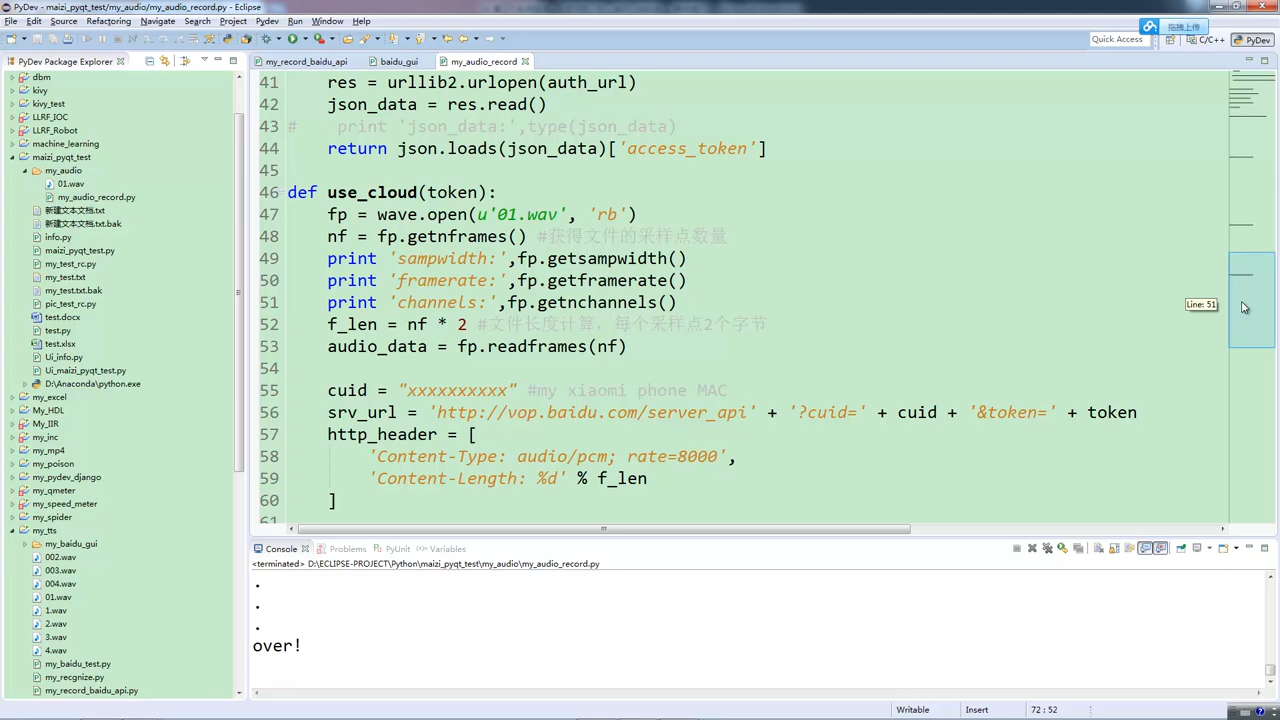 PyDev - maizi_pyqt_test/my_audio/my_audio_record.py - Eclipse
File Edit Source Refactoring Navigate Search Project Pydev Run Window Help
拖拽上传
Quick Access
C/C++
PyDev
PyDev Package Explorer
my_record_baidu_api
baidu_gui
my_audio_record
dbm
kivy
kivy_test
LLRF_IOC
LLRF_Robot
machine_learning
maizi_pyqt_test
my_audio
01.wav
my_audio_record.py
新建文本文档.txt
新建文本文档.txt.bak
info.py
maizi_pyqt_test.py
my_test_rc.py
my_test.txt
my_test.txt.bak
pic_test_rc.py
test.docx
test.py
test.xlsx
Ui_info.py
Ui_maizi_pyqt_test.py
D:\Anaconda\python.exe
my_excel
My_HDL
My_IIR
my_inc
my_mp4
my_poison
my_pydev_django
my_qmeter
my_speed_meter
my_spider
my_tts
my_baidu_gui
002.wav
003.wav
004.wav
01.wav
1.wav
2.wav
3.wav
4.wav
my_baidu_test.py
my_recgnize.py
my_record_baidu_api.py
41 res = urllib2.urlopen(auth_url)
42 json_data = res.read()
43 # print 'json_data:',type(json_data)
44 return json.loads(json_data)['access_token']
45
46 def use_cloud(token):
47 fp = wave.open(u'01.wav', 'rb')
48 nf = fp.getnframes() #获得文件的采样点数量
49 print 'sampwidth:',fp.getsampwidth()
50 print 'framerate:',fp.getframerate()
51 print 'channels:',fp.getnchannels()
52 f_len = nf * 2 #文件长度计算，每个采样点2个字节
53 audio_data = fp.readframes(nf)
54
55 cuid = "xxxxxxxxxx" #my xiaomi phone MAC
56 srv_url = 'http://vop.baidu.com/server_api' + '?cuid=' + cuid + '&token=' + token
57 http_header = [
58 'Content-Type: audio/pcm; rate=8000',
59 'Content-Length: %d' % f_len
60 ]
61
Line: 51
Console Problems PyUnit Variables
<terminated> D:\ECLIPSE-PROJECT\Python\maizi_pyqt_test\my_audio\my_audio_record.py
.
.
.
over!
Writable Insert 72 : 52